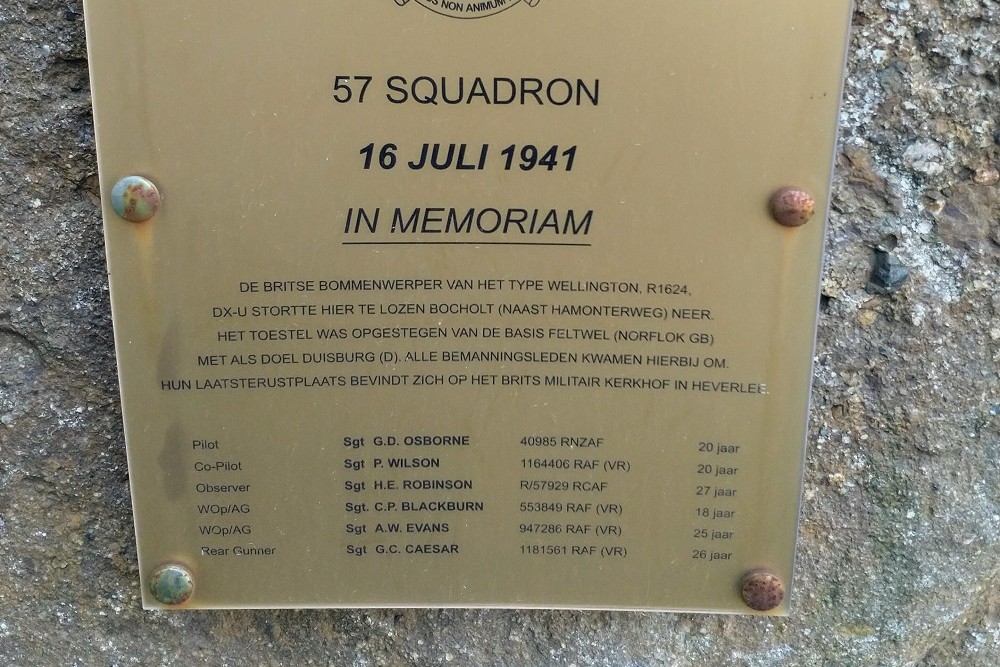 NON ANIMUM
57 SQUADRON
16 JULI 1941
IN MEMORIAM
DE BRITSE BOMMENWERPER VAN HET TYPE WELLINGTON, R1624,
DX-U STORTTE HIER TE LOZEN BOCHOLT (NAAST HAMONTERWEG) NEER.
HET TOESTEL WAS OPGESTEGEN VAN DE BASIS FELTWEL (NORFLOK GB)
MET ALS DOEL DUISBURG (D). ALLE BEMANNINGSLEDEN KWAMEN HIERBIJ OM.
HUN LAATSTERUSTPLAATS BEVINDT ZICH OP HET BRITS MILITAIR KERKHOF IN HEVERLEE.
Pilot Sgt G.D. OSBORNE 40985 RNZAF 20 jaar
Co-Pilot Sgt P. WILSON 1164406 RAF (VR) 20 jaar
Observer Sgt H.E. ROBINSON R/57929 RCAF 27 jaar
WOp/AG Sgt. C.P. BLACKBURN 553849 RAF (VR) 18 jaar
WOp/AG Sgt A.W. EVANS 947286 RAF (VR) 25 jaar
Rear Gunner Sgt G.C. CAESAR 1181561 RAF (VR) 26 jaar